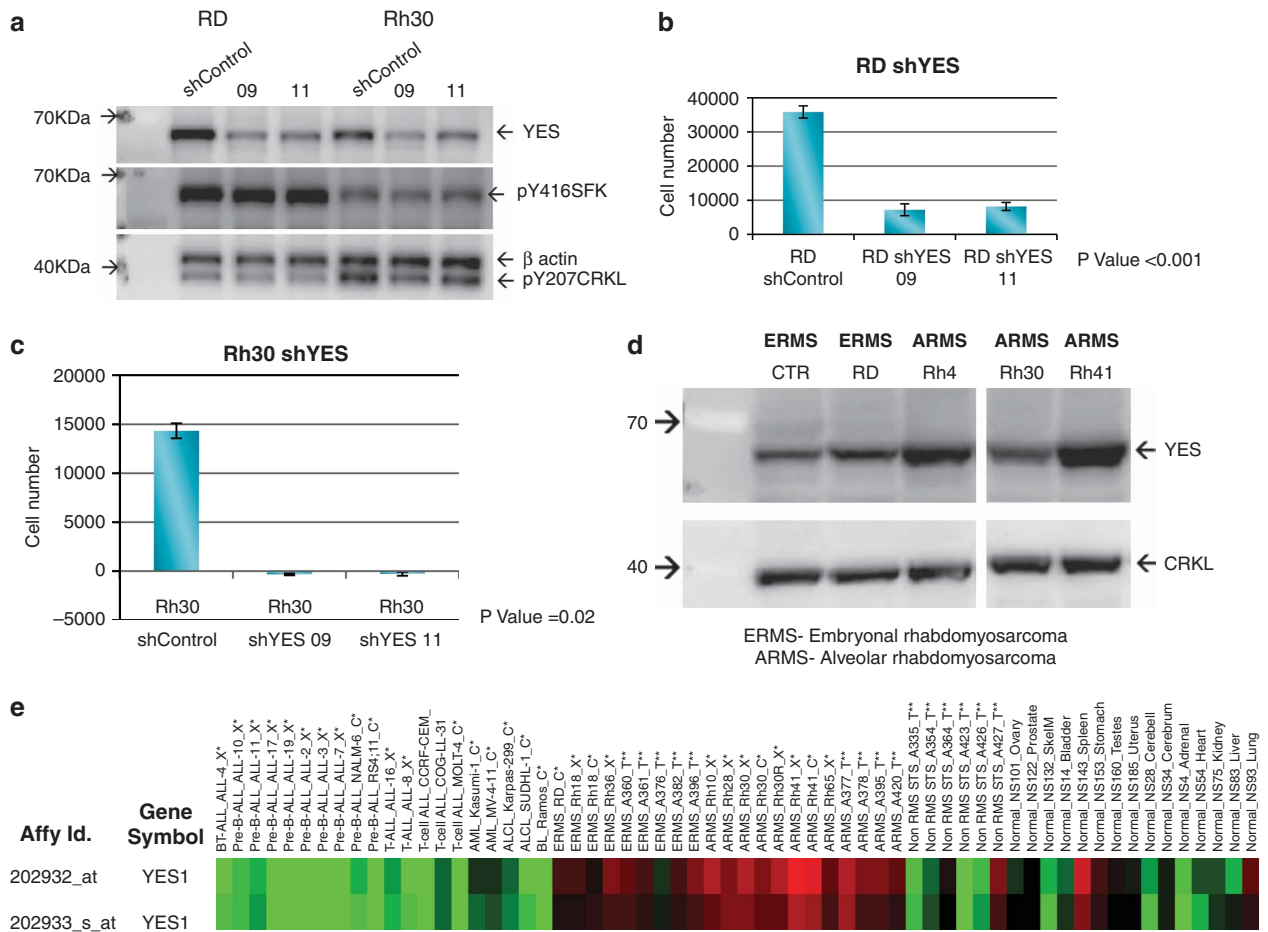 a
RD Rh30
shControl 09 11 shControl 09 11
70KDa
YES
70KDa
pY416SFK
40KDa
β actin
pY207CRKL
b
RD shYES
Cell number
40000
30000
20000
10000
0
RD shControl
RD shYES 09
RD shYES 11
P Value <0.001
c
Rh30 shYES
Cell number
20000
15000
10000
5000
0
–5000
Rh30 shControl
Rh30 shYES 09
Rh30 shYES 11
P Value =0.02
d
ERMS ERMS ARMS ARMS ARMS
CTR RD Rh4 Rh30 Rh41
70
YES
40
CRKL
ERMS- Embryonal rhabdomyosarcoma
ARMS- Alveolar rhabdomyosarcoma
e
Affy Id.
Gene Symbol
BT-ALL_ALL-4_X*
Pre-B-ALL_ALL-10_X*
Pre-B-ALL_ALL-11_X*
Pre-B-ALL_ALL-17_X*
Pre-B-ALL_ALL-19_X*
Pre-B-ALL_ALL-2_X*
Pre-B-ALL_ALL-3_X*
Pre-B-ALL_ALL-7_X*
Pre-B-ALL_NALM-6_C*
Pre-B-ALL_RS4;11_C*
T-ALL_ALL-16_X*
T-ALL_ALL-8_X*
T-cell ALL_CCRF-CEM_
T-cell ALL_COG-LL-31
T-cell ALL_MOLT-4_C*
AML_Kasumi-1_C*
AML_MV-4-11_C*
ALCL_Karpas-299_C*
ALCL_SUDHL-1_C*
BL_Ramos_C*
ERMS_RD_C*
ERMS_Rh18_X*
ERMS_Rh18_C*
ERMS_Rh36_X*
ERMS_A360_T**
ERMS_A361_T**
ERMS_A376_T**
ERMS_A382_T**
ERMS_A396_T**
ARMS_Rh10_X*
ARMS_Rh28_X*
ARMS_Rh30_X*
ARMS_Rh30_C*
ARMS_Rh30R_X*
ARMS_Rh41_X*
ARMS_Rh41_C*
ARMS_Rh65_X*
ARMS_A377_T**
ARMS_A378_T**
ARMS_A395_T**
ARMS_A420_T**
Non RMS STS_A335_T**
Non RMS STS_A354_T**
Non RMS STS_A364_T**
Non RMS STS_A423_T**
Non RMS STS_A426_T**
Non RMS STS_A427_T**
Normal_NS101_Ovary
Normal_NS122_Prostate
Normal_NS132_SkelM
Normal_NS14_Bladder
Normal_NS143_Spleen
Normal_NS153_Stomach
Normal_NS160_Testes
Normal_NS185_Uterus
Normal_NS28_Cerebell
Normal_NS34_Cerebrum
Normal_NS4_Adrenal
Normal_NS54_Heart
Normal_NS75_Kidney
Normal_NS83_Liver
Normal_NS93_Lung
202932_at YES1
202933_s_at YES1